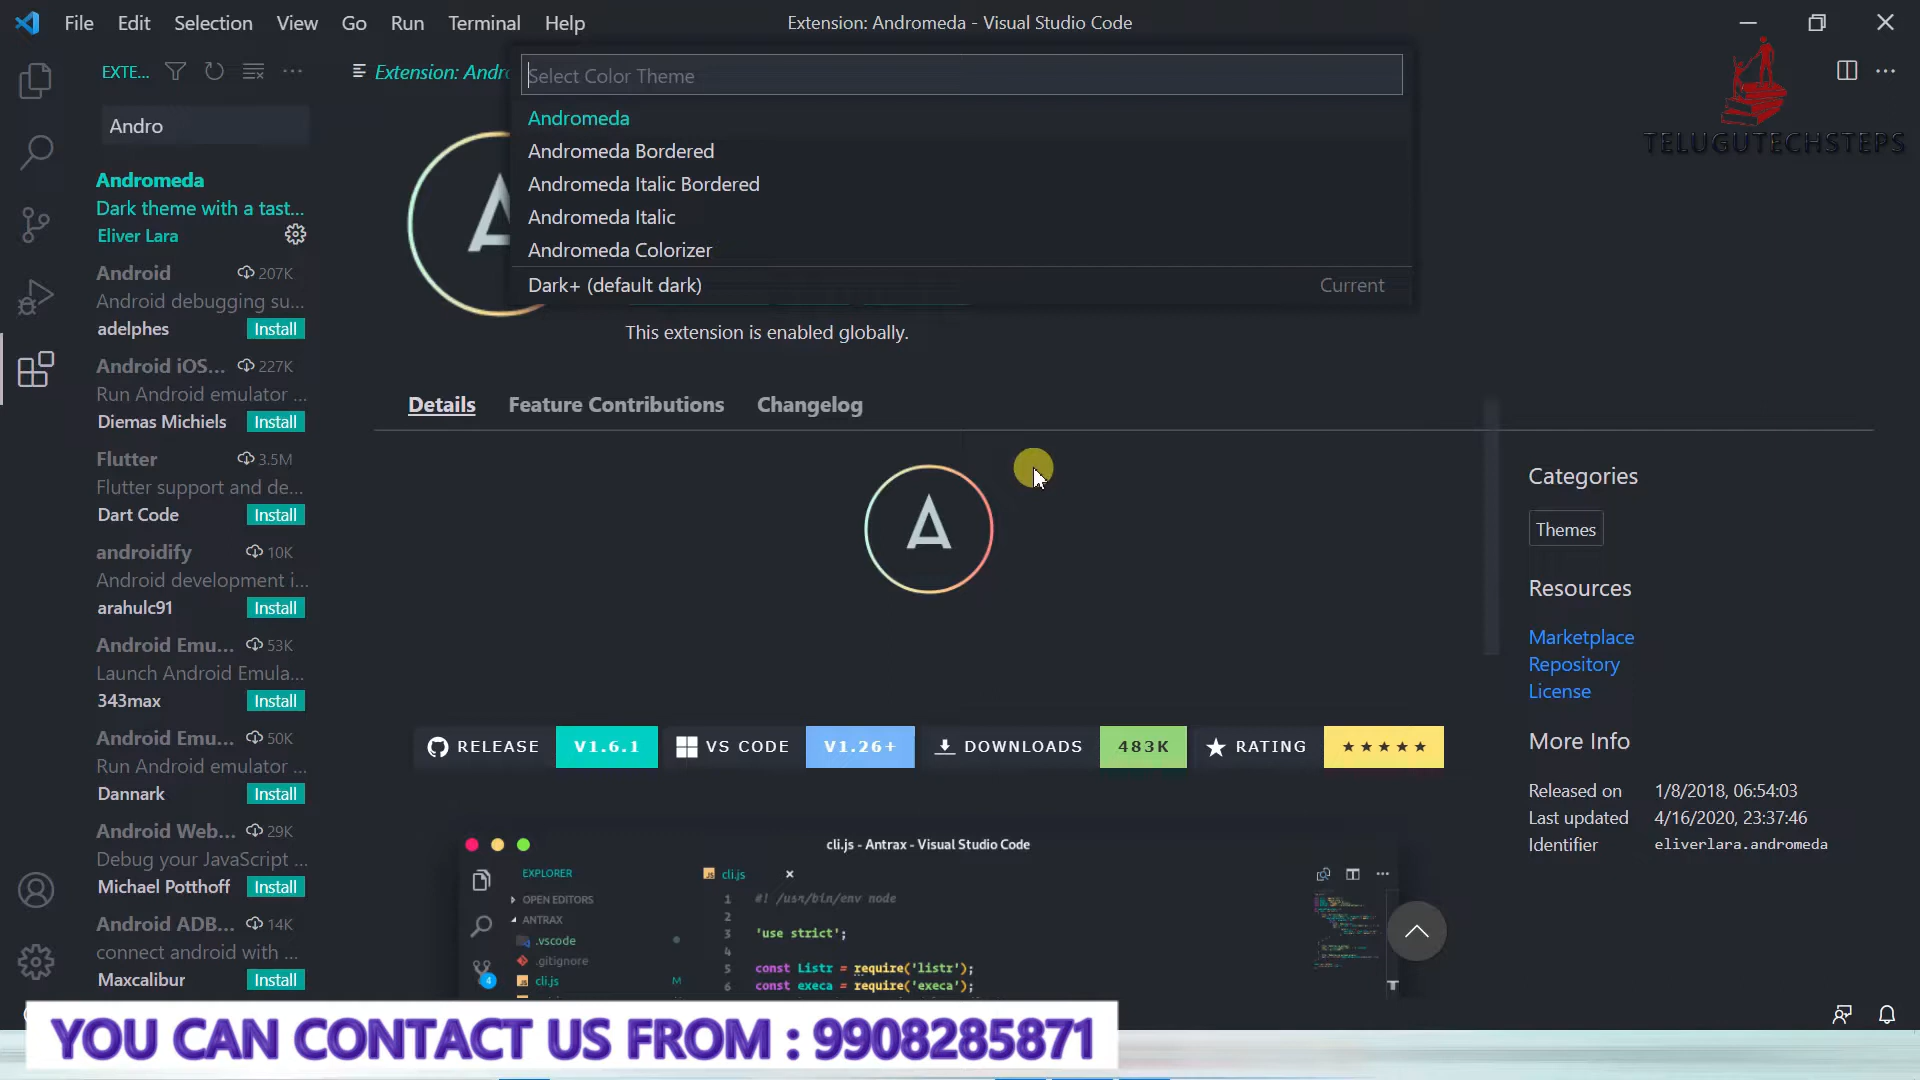 File Edit Selection View Go Run Terminal Help
Extension: Andromeda - Visual Studio Code
EXTE...
Extension: Andro
Select Color Theme
Andromeda
Andromeda Bordered
Andromeda Italic Bordered
Andromeda Italic
Andromeda Colorizer
Dark+ (default dark) Current
TELUGUTECHSTEPS
Andro
Andromeda
Dark theme with a tast...
Eliver Lara
Android 207K
Android debugging su...
adelphes Install
Android iOS... 227K
Run Android emulator ...
Diemas Michiels Install
Flutter 3.5M
Flutter support and de...
Dart Code Install
androidify 10K
Android development i...
arahulc91 Install
Android Emu... 53K
Launch Android Emula...
343max Install
Android Emu... 50K
Run Android emulator ...
Dannark Install
Android Web... 29K
Debug your JavaScript ...
Michael Potthoff Install
Android ADB... 14K
connect android with ...
Maxcalibur Install
A
This extension is enabled globally.
Details Feature Contributions Changelog
A
RELEASE V1.6.1 VS CODE V1.26+ DOWNLOADS 483K RATING ★★★★★
cli.js - Antrax - Visual Studio Code
EXPLORER
OPEN EDITORS
ANTRAX
.vscode
.gitignore
cli.js M
4
cli.js
1 #! /usr/bin/env node
2
3 'use strict';
4
5 const Listr = require('listr');
6 const execa = require('execa');
Categories
Themes
Resources
Marketplace
Repository
License
More Info
Released on 1/8/2018, 06:54:03
Last updated 4/16/2020, 23:37:46
Identifier eliverlara.andromeda
YOU CAN CONTACT US FROM : 9908285871